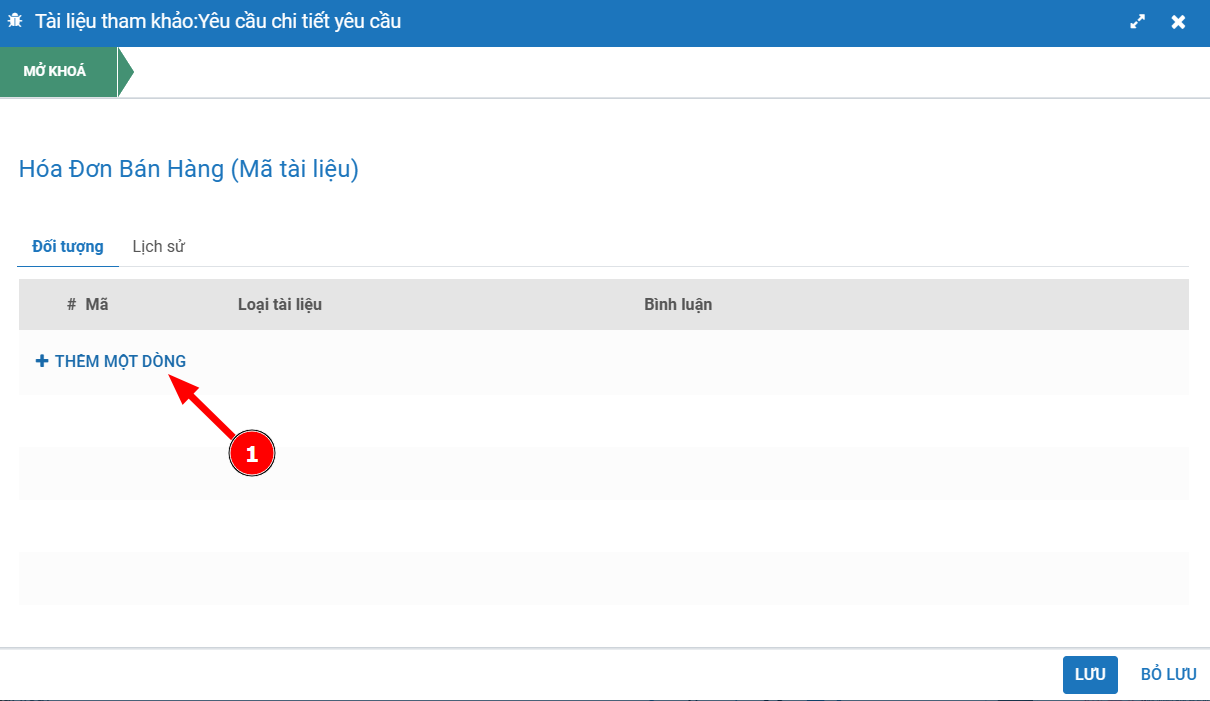 Tài liệu tham khảo:Yêu cầu chi tiết yêu cầu
MỞ KHOÁ
Hóa Đơn Bán Hàng (Mã tài liệu)
Đối tượng Lịch sử
# Mã Loại tài liệu Bình luận
THÊM MỘT DÒNG
1
LƯU BỎ LƯU